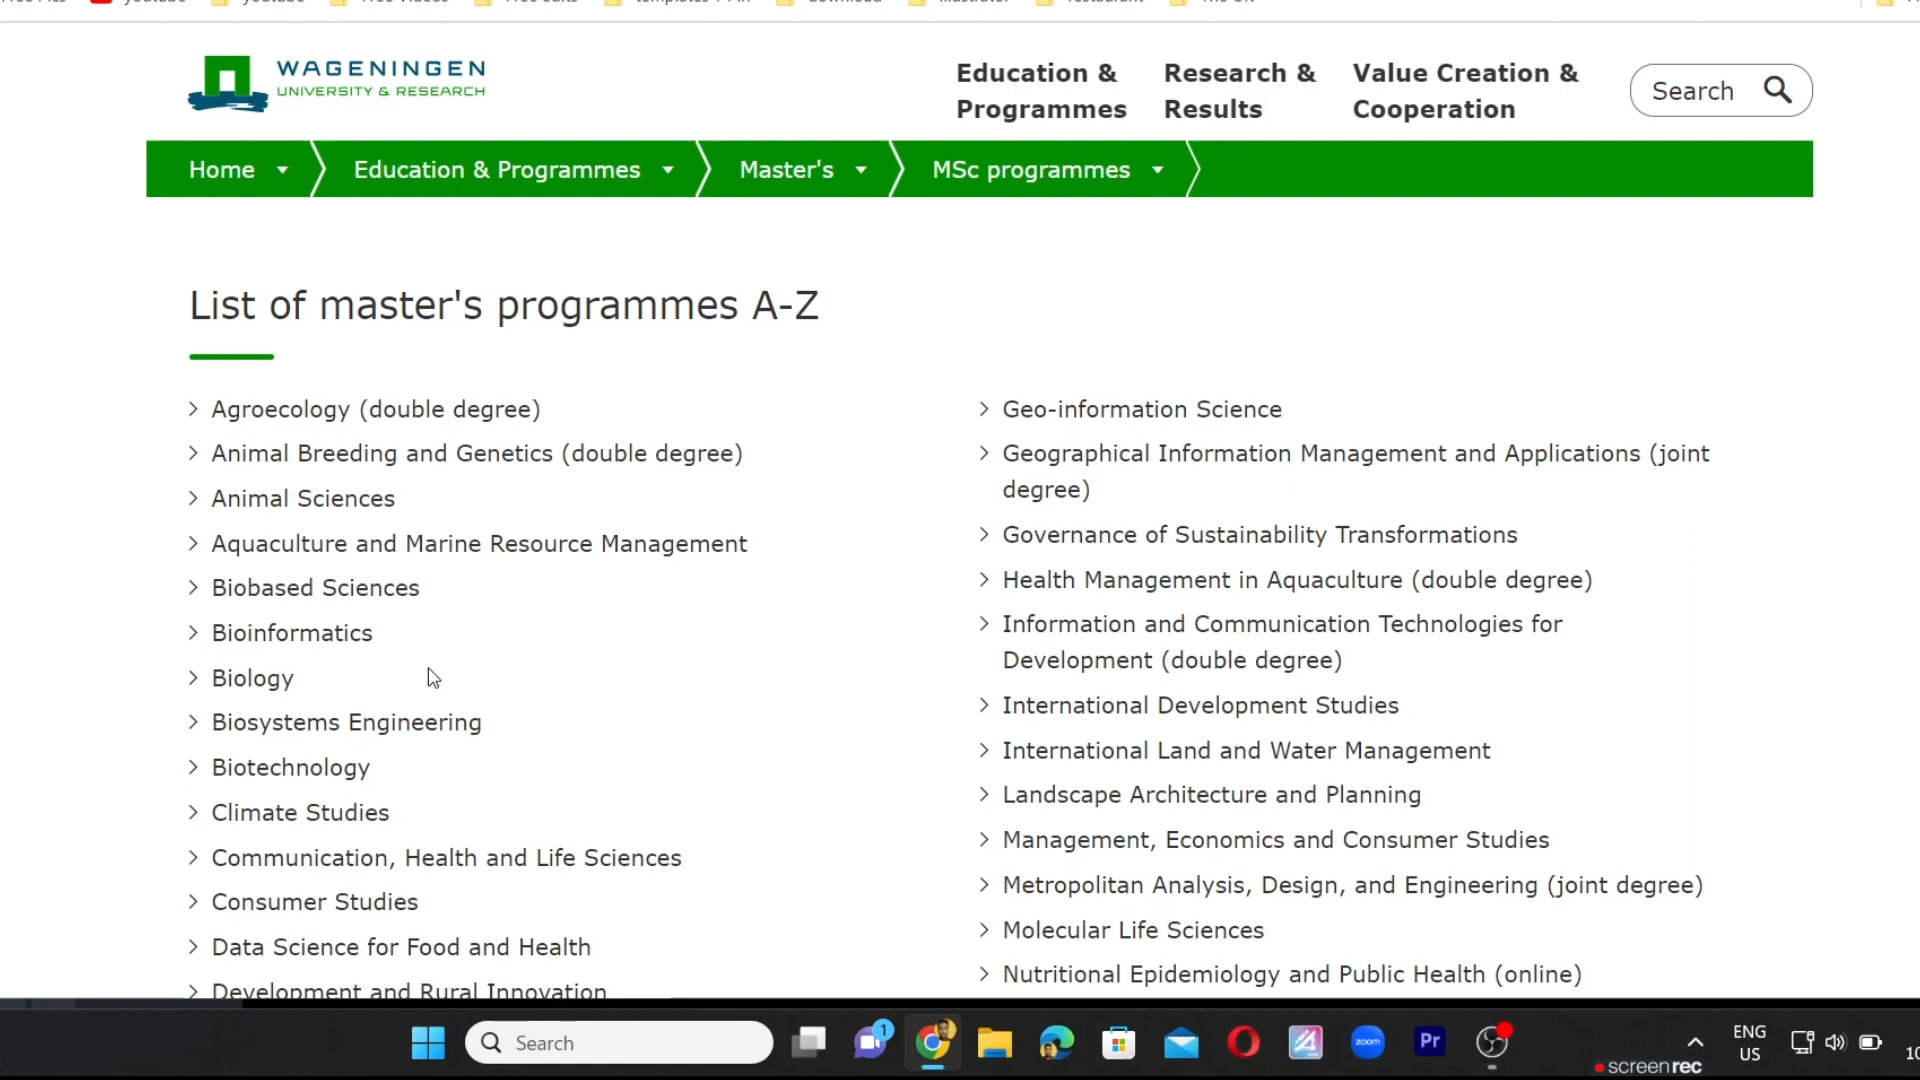 youtube
WAGENINGEN
UNIVERSITY & RESEARCH
Education &
Programmes
Research &
Results
Value Creation &
Cooperation
Search
Home
Education & Programmes
Master's
MSc programmes
List of master's programmes A-Z
Agroecology (double degree)
Animal Breeding and Genetics (double degree)
Animal Sciences
Aquaculture and Marine Resource Management
Biobased Sciences
Bioinformatics
Biology
Biosystems Engineering
Biotechnology
Climate Studies
Communication, Health and Life Sciences
Consumer Studies
Data Science for Food and Health
Development and Rural Innovation
Geo-information Science
Geographical Information Management and Applications (joint
degree)
Governance of Sustainability Transformations
Health Management in Aquaculture (double degree)
Information and Communication Technologies for
Development (double degree)
International Development Studies
International Land and Water Management
Landscape Architecture and Planning
Management, Economics and Consumer Studies
Metropolitan Analysis, Design, and Engineering (joint degree)
Molecular Life Sciences
Nutritional Epidemiology and Public Health (online)
Search
1
zoom
Pr
ENG
US
10
screenrec